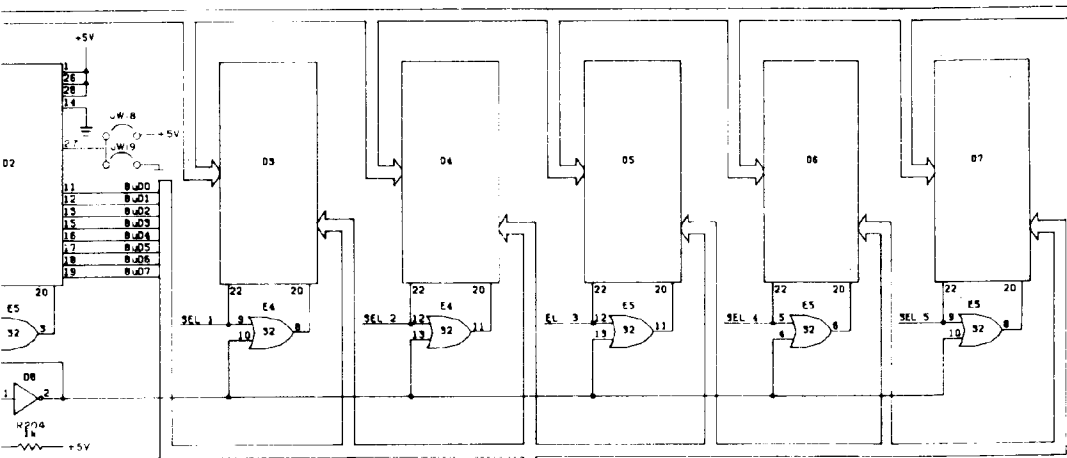 +5V
1
26
28
14
JW18
+5V
27
JW19
D2
D3
D4
D5
D6
D7
11 BuD0
12 BuD1
13 BuD2
15 BuD3
16 BuD4
17 BuD5
18 BuD6
19 BuD7
20
22 20
22 20
22 20
22 20
22 20
E5
32 3
E4
SEL 1 9
10 32 8
E4
SEL 2 12
13 32 11
E5
EL 3 12
13 32 11
E5
SEL 4 5
4 32 6
E5
SEL 5 9
10 32 8
D8
1 2
R204
1k
+5V